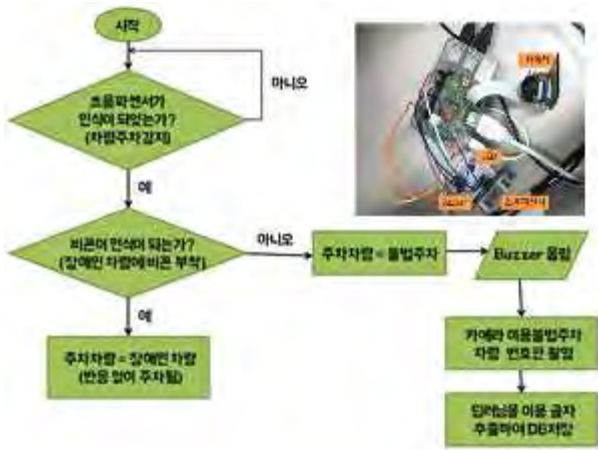 시작
아니오
초음파 센서가
인식이 되었는가?
(차량주차감지)
예
비콘이 인식이 되는가?
(장애인 차량에 비콘 부착)
아니오
주차차량 = 불법주차
Buzzer 울림
예
주차차량 = 장애인 차량
(반응 없이 주차됨)
카메라 이용불법주차
차량 번호판 촬영
딥러닝을 이용 글자
추출하여 DB저장
카메라